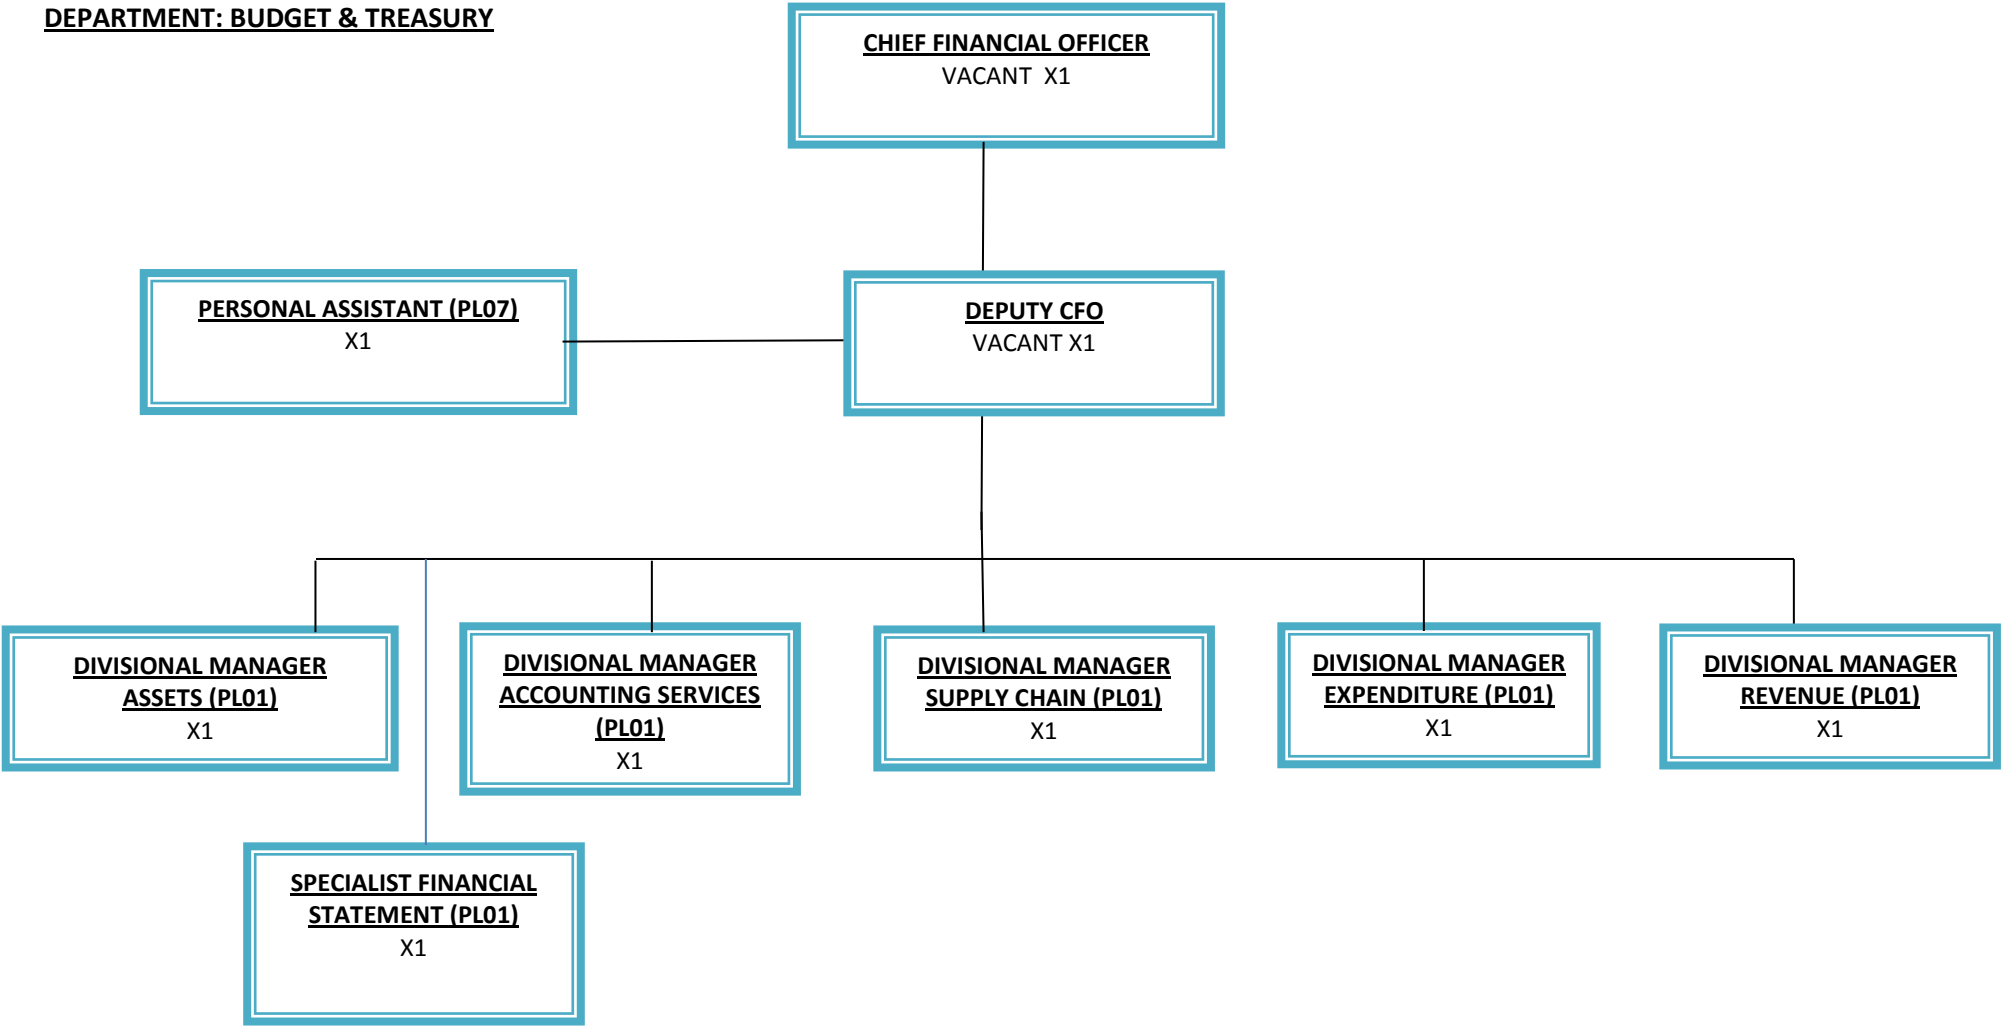 DEPARTMENT: BUDGET & TREASURY
CHIEF FINANCIAL OFFICER
VACANT X1
PERSONAL ASSISTANT (PL07)
X1
DEPUTY CFO
VACANT X1
DIVISIONAL MANAGER
ASSETS (PL01)
X1
DIVISIONAL MANAGER
ACCOUNTING SERVICES
(PL01)
X1
DIVISIONAL MANAGER
SUPPLY CHAIN (PL01)
X1
DIVISIONAL MANAGER
EXPENDITURE (PL01)
X1
DIVISIONAL MANAGER
REVENUE (PL01)
X1
SPECIALIST FINANCIAL
STATEMENT (PL01)
X1